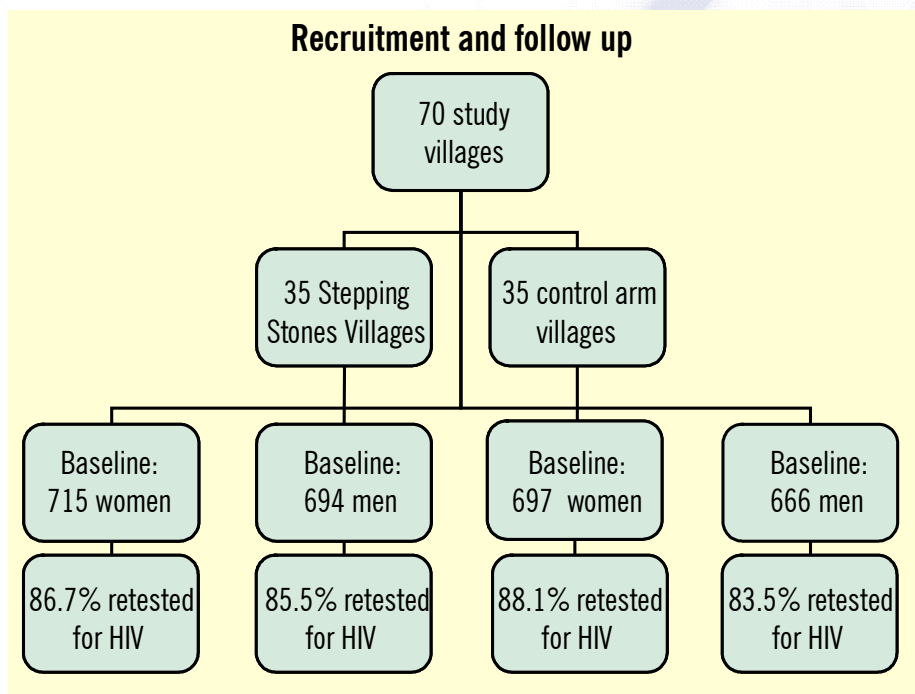 Recruitment and follow up
70 study
villages
35 Stepping
Stones Villages
35 control arm
villages
Baseline:
715 women
Baseline:
694 men
Baseline:
697 women
Baseline:
666 men
86.7% retested
for HIV
85.5% retested
for HIV
88.1% retested
for HIV
83.5% retested
for HIV